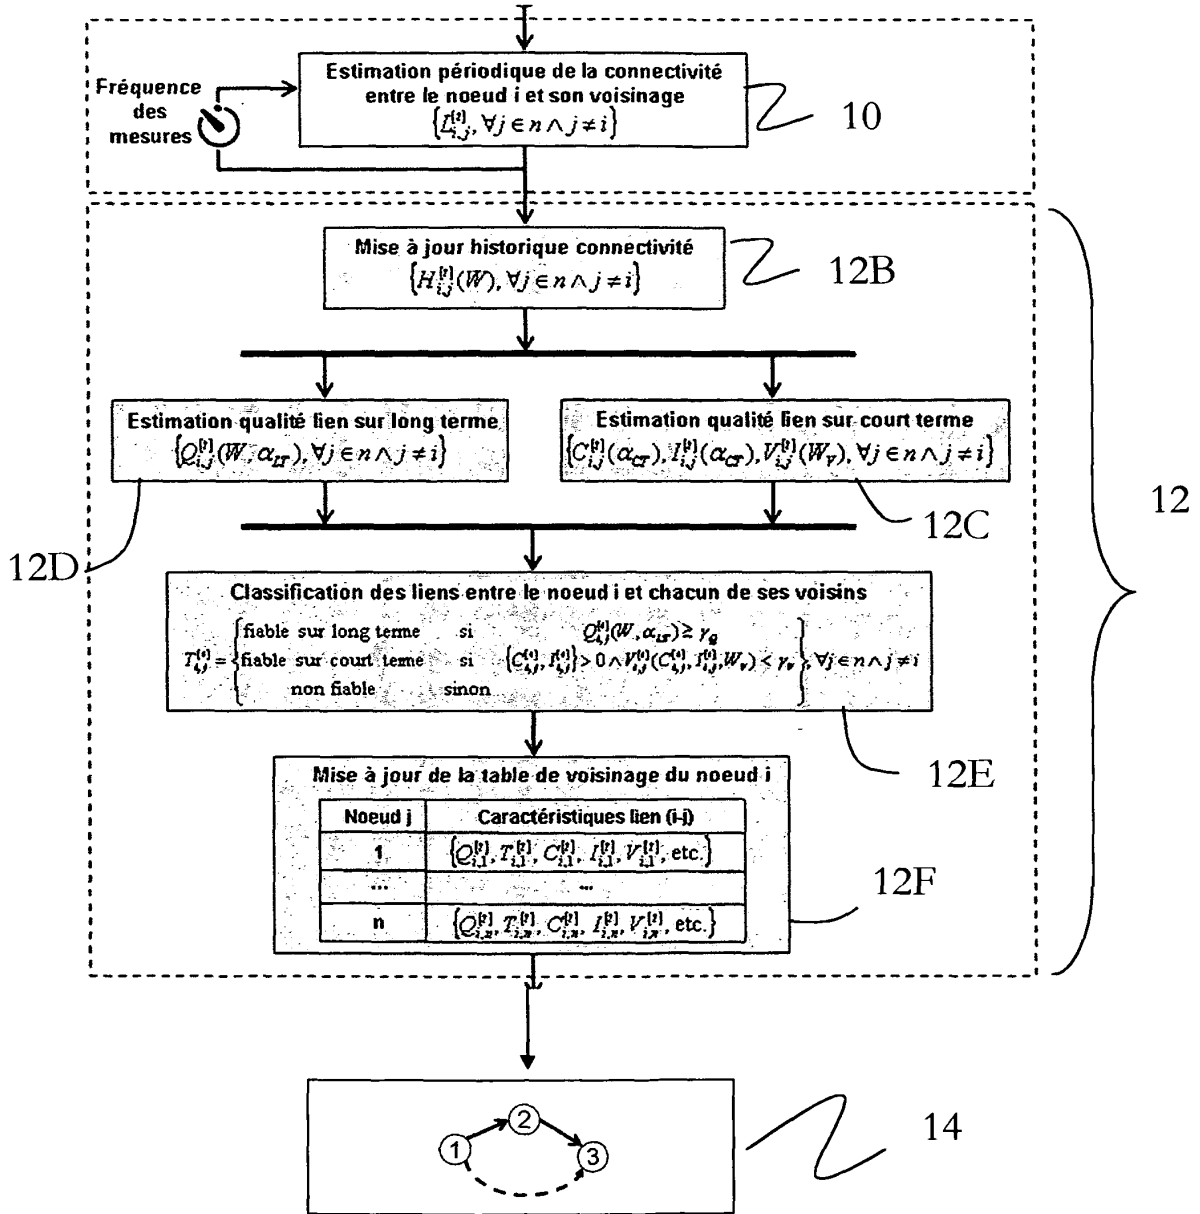 Estimation périodique de la connectivité
entre le noeud i et son voisinage
{L_{i,j}^{[t]}, ∀j ∈ n ∧ j ≠ i}
Fréquence
des
mesures
10
Mise à jour historique connectivité
{H_{i,j}^{[t]}(W), ∀j ∈ n ∧ j ≠ i}
12B
Estimation qualité lien sur long terme
{Q_{i,j}^{[t]}(W, α_{LT}), ∀j ∈ n ∧ j ≠ i}
Estimation qualité lien sur court terme
{C_{i,j}^{[t]}(α_{CT}), I_{i,j}^{[t]}(α_{CT}), V_{i,j}^{[t]}(W_V), ∀j ∈ n ∧ j ≠ i}
12D
12C
12
Classification des liens entre le noeud i et chacun de ses voisins
fiable sur long terme si Q_{i,j}^{[t]}(W, α_{LT}) ≥ γ_Q
T_{i,j}^{[t]} = { fiable sur court terme si {C_{i,j}^{[t]}, I_{i,j}^{[t]}} > 0 ∧ V_{i,j}^{[t]}(C_{i,j}^{[t]}, I_{i,j}^{[t]}, W_v) < γ_v }, ∀j ∈ n ∧ j ≠ i
non fiable sinon
12E
Mise à jour de la table de voisinage du noeud i
Noeud j Caractéristiques lien (i-j)
1 {Q_{i,1}^{[t]}, T_{i,1}^{[t]}, C_{i,1}^{[t]}, I_{i,1}^{[t]}, V_{i,1}^{[t]}, etc.}
... ...
n {Q_{i,n}^{[t]}, T_{i,n}^{[t]}, C_{i,n}^{[t]}, I_{i,n}^{[t]}, V_{i,n}^{[t]}, etc.}
12F
1 2 3
14